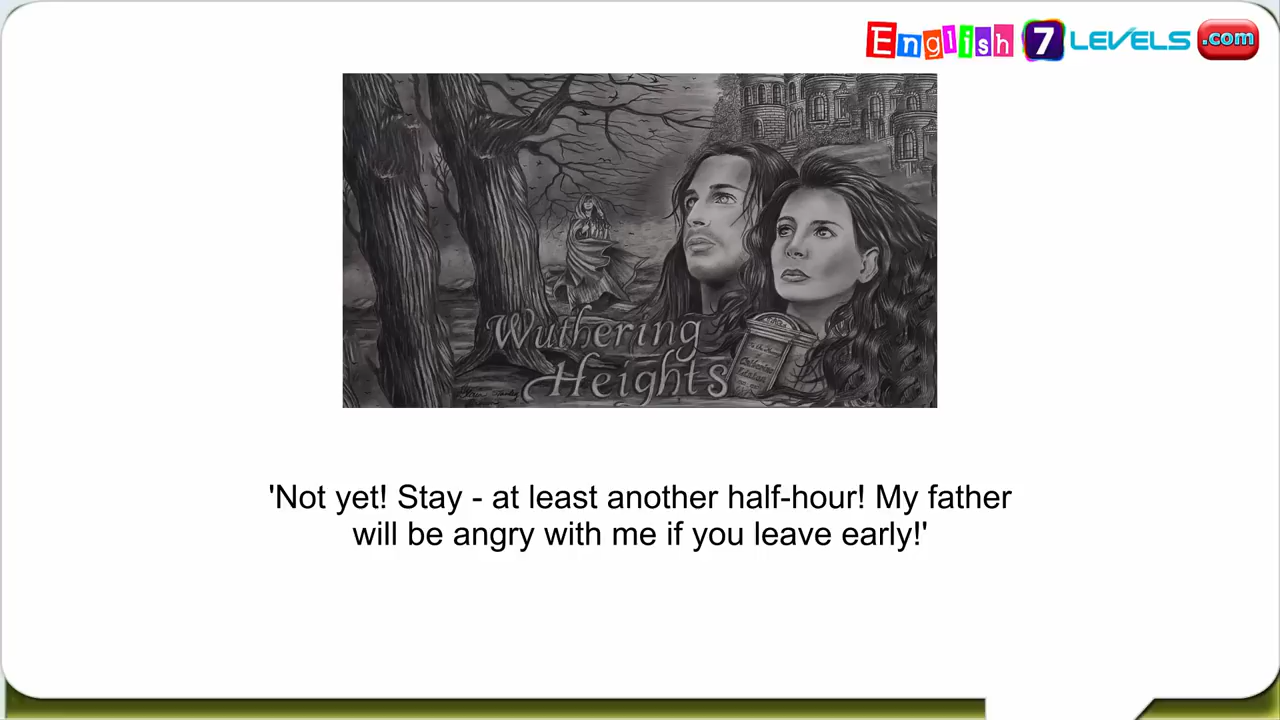 English 7 LEVELS .com
Wuthering
Heights
'Not yet! Stay - at least another half-hour! My father
will be angry with me if you leave early!'